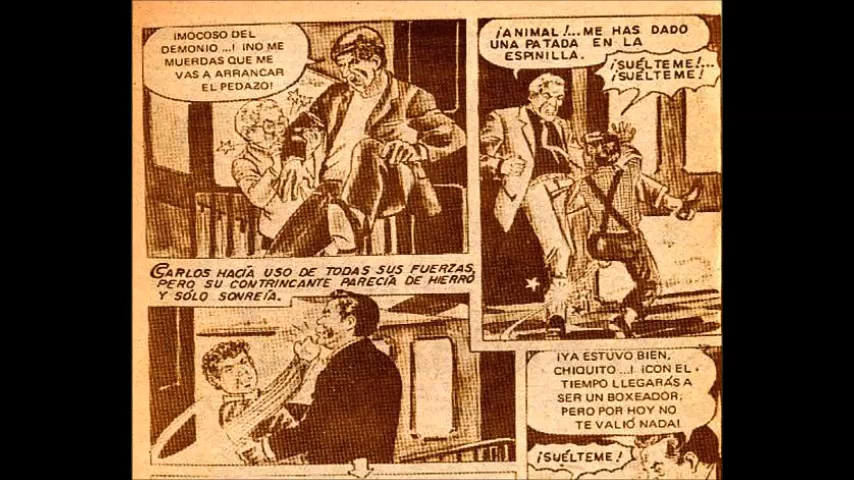 ¡MOCOSO DEL
DEMONIO...! ¡NO ME
MUERDAS QUE ME
VAS A ARRANCAR
EL PEDAZO!
¡ANIMAL!...ME HAS DADO
UNA PATADA EN LA
ESPINILLA.
¡SUÉLTEME!...
¡SUÉLTEME!
CARLOS HACÍA USO DE TODAS SUS FUERZAS,
PERO SU CONTRINCANTE PARECÍA DE HIERRO
Y SÓLO SONREÍA.
¡YA ESTUVO BIEN,
CHIQUITO...! ¡CON EL
TIEMPO LLEGARÁS A
SER UN BOXEADOR;
PERO POR HOY NO
TE VALIÓ NADA!
¡SUÉLTEME!